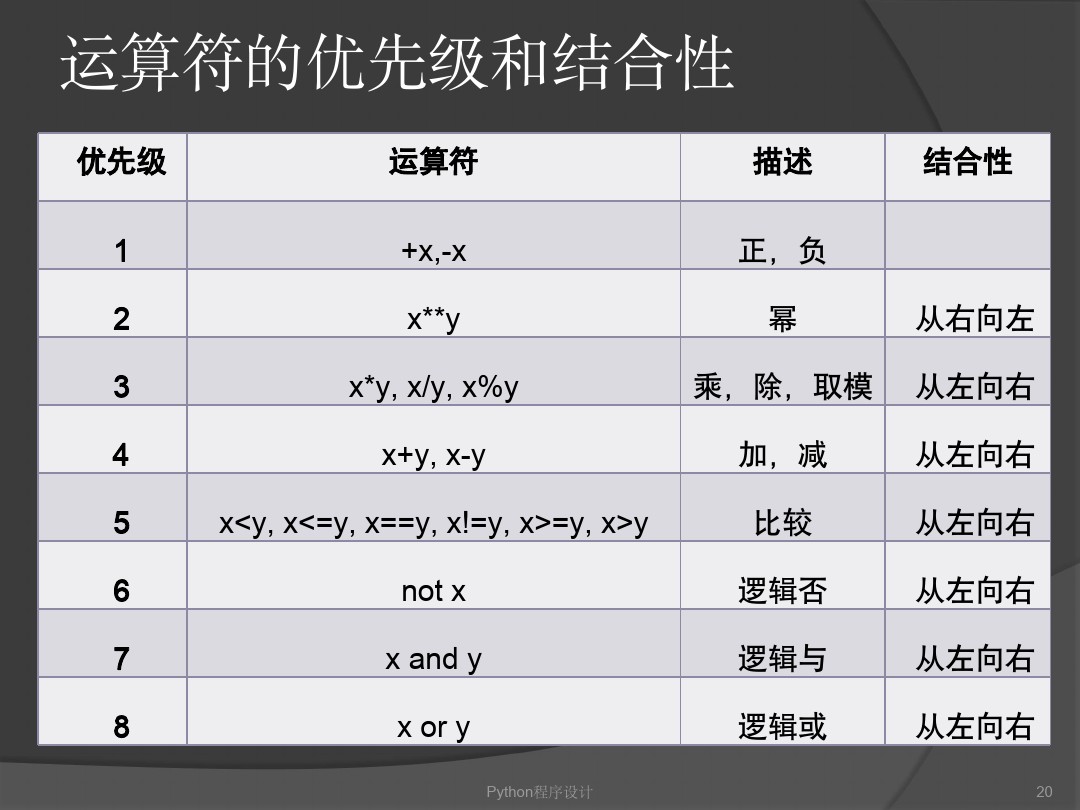 运算符的优先级和结合性
优先级 运算符 描述 结合性
1 +x,-x 正，负
2 x**y 幂 从右向左
3 x*y, x/y, x%y 乘，除，取模 从左向右
4 x+y, x-y 加，减 从左向右
5 x<y, x<=y, x==y, x!=y, x>=y, x>y 比较 从左向右
6 not x 逻辑否 从左向右
7 x and y 逻辑与 从左向右
8 x or y 逻辑或 从左向右
Python程序设计 20